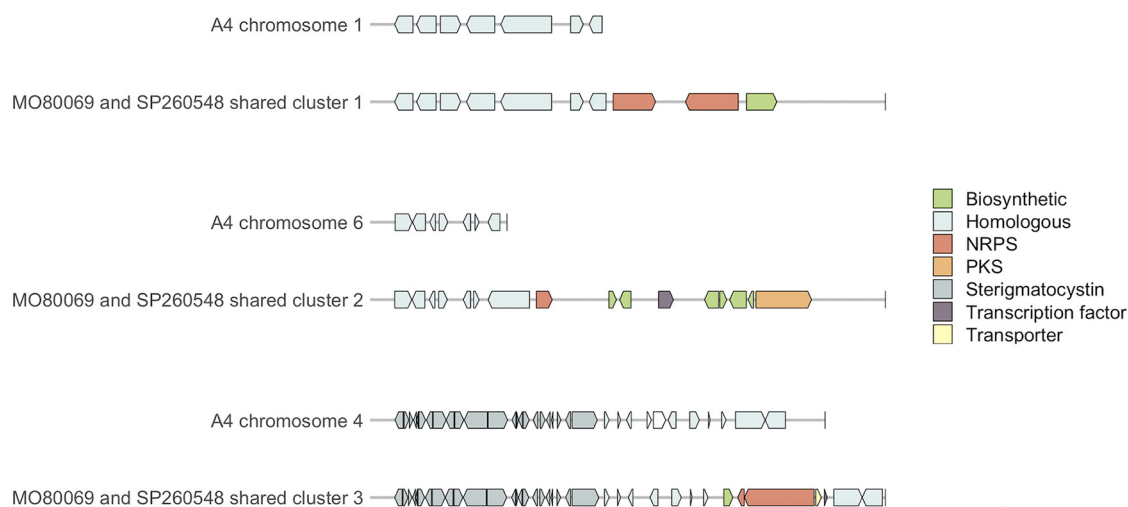 A4 chromosome 1
MO80069 and SP260548 shared cluster 1
A4 chromosome 6
MO80069 and SP260548 shared cluster 2
A4 chromosome 4
MO80069 and SP260548 shared cluster 3
Biosynthetic
Homologous
NRPS
PKS
Sterigmatocystin
Transcription factor
Transporter